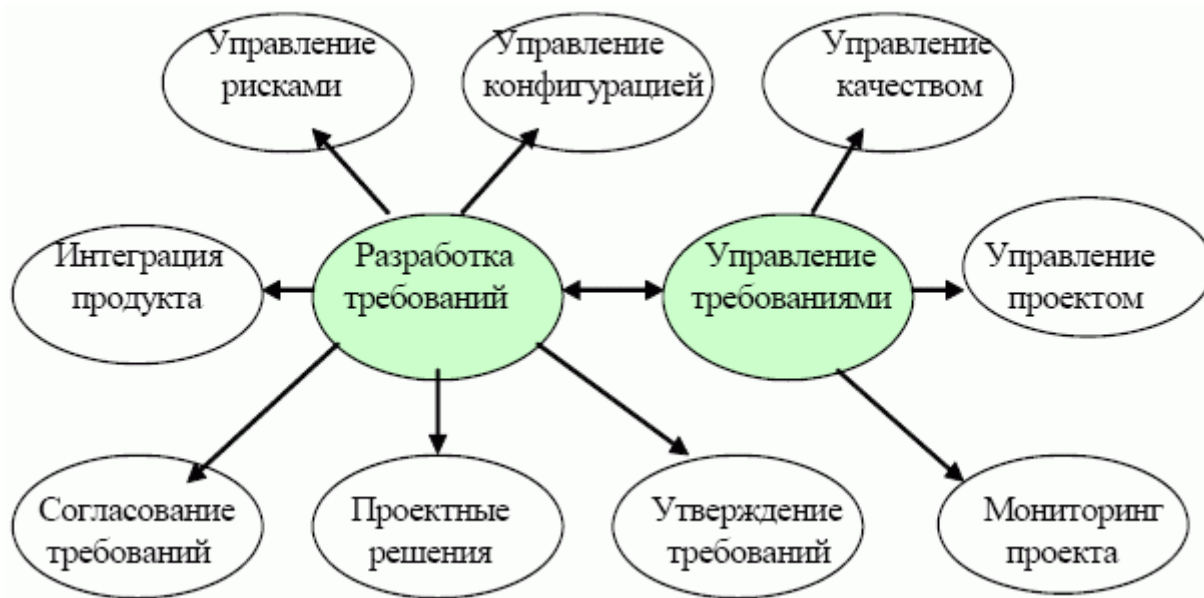 Управление
рисками
Управление
конфигурацией
Управление
качеством
Интеграция
продукта
Разработка
требований
Управление
требованиями
Управление
проектом
Согласование
требований
Проектные
решения
Утверждение
требований
Мониторинг
проекта